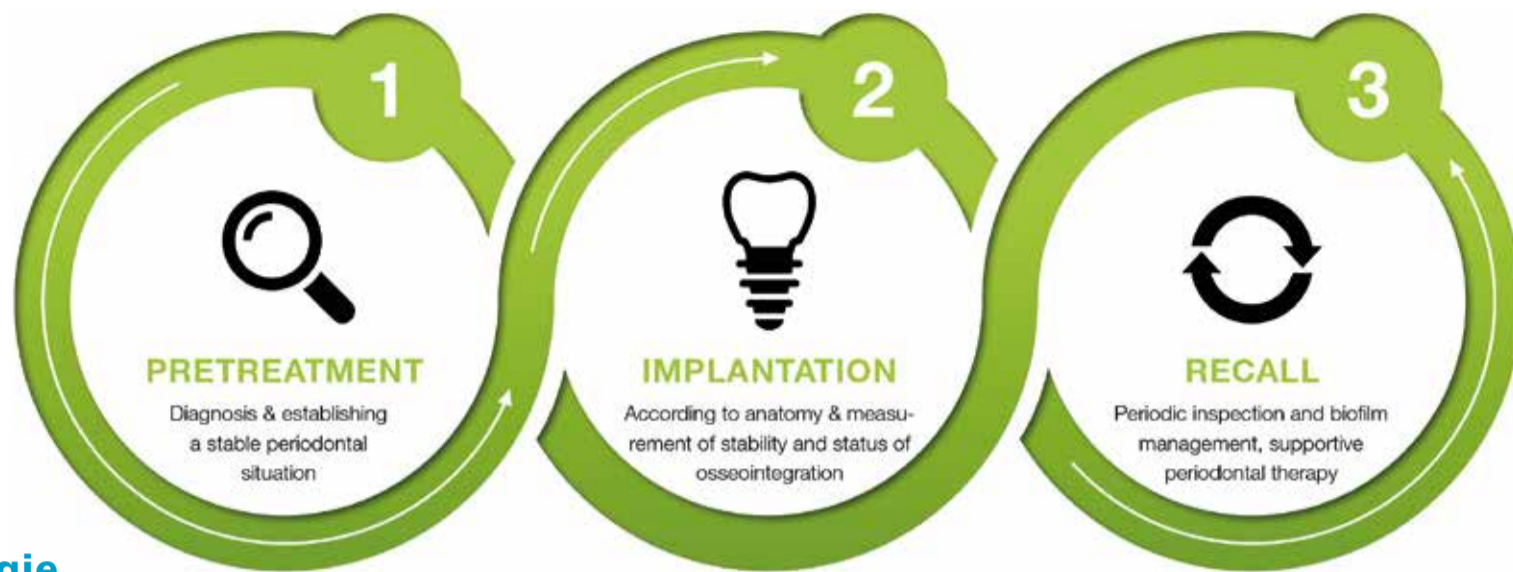 1
PRETREATMENT
Diagnosis & establishing
a stable periodontal
situation
2
IMPLANTATION
According to anatomy & measu-
rement of stability and status of
osseointegration
3
RECALL
Periodic inspection and biofilm
management, supportive
periodontal therapy